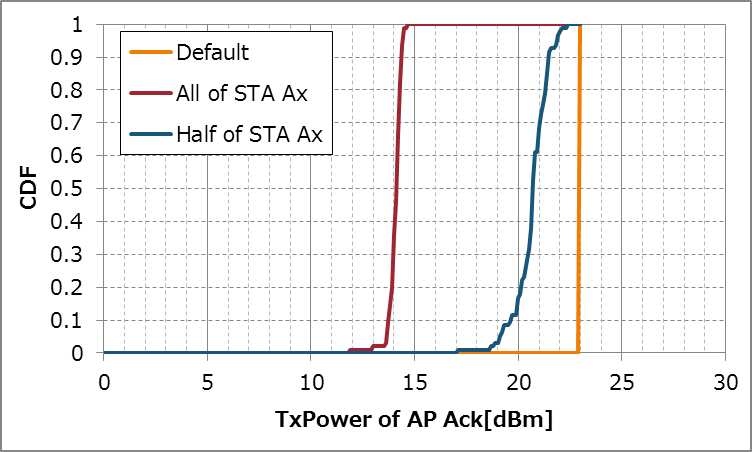 1
0.9
0.8
0.7
0.6
0.5
0.4
0.3
0.2
0.1
0
CDF
Default
All of STA Ax
Half of STA Ax
0 5 10 15 20 25 30
TxPower of AP Ack[dBm]